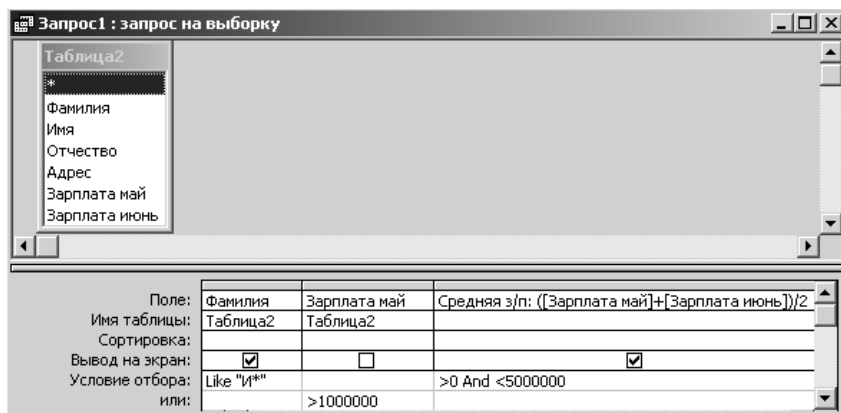 Запрос1 : запрос на выборку
Таблица2
*
Фамилия
Имя
Отчество
Адрес
Зарплата май
Зарплата июнь
Поле: Фамилия Зарплата май Средняя з/п: ([Зарплата май]+[Зарплата июнь])/2
Имя таблицы: Таблица2 Таблица2
Сортировка:
Вывод на экран:
Условие отбора: Like "И*" >0 And <5000000
или: >1000000